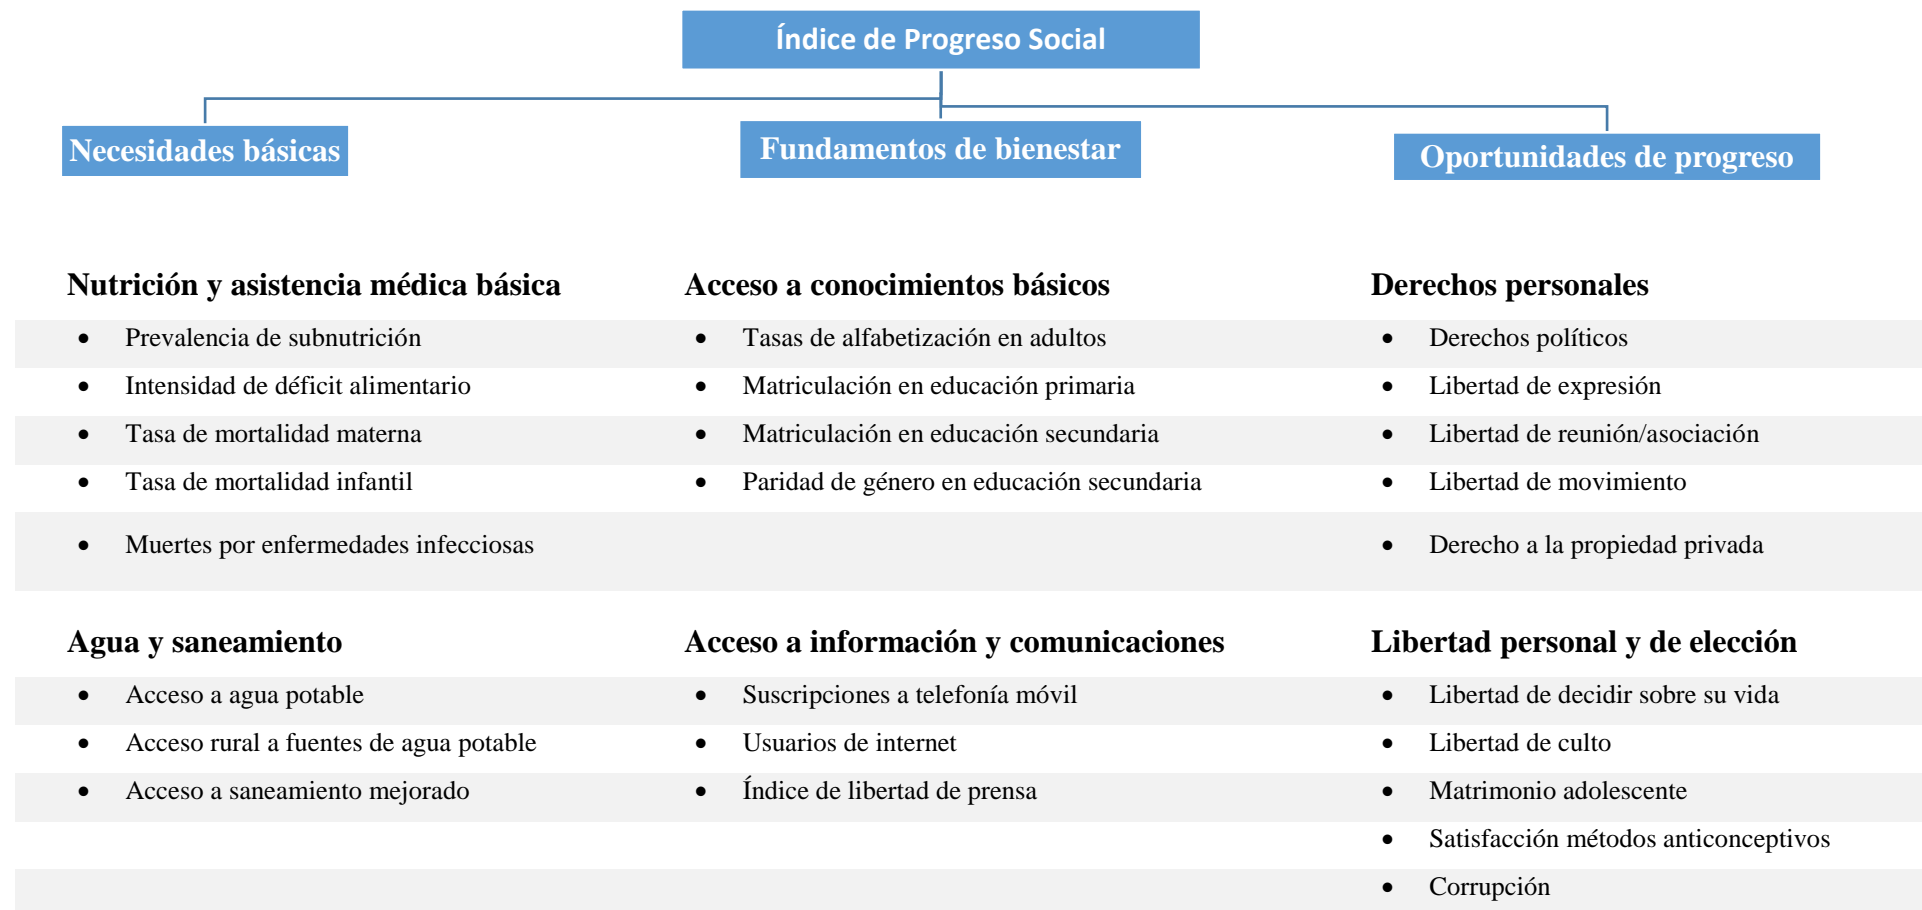 Índice de Progreso Social
Necesidades básicas
Fundamentos de bienestar
Oportunidades de progreso
Nutrición y asistencia médica básica
• Prevalencia de subnutrición
• Intensidad de déficit alimentario
• Tasa de mortalidad materna
• Tasa de mortalidad infantil
• Muertes por enfermedades infecciosas
Acceso a conocimientos básicos
• Tasas de alfabetización en adultos
• Matriculación en educación primaria
• Matriculación en educación secundaria
• Paridad de género en educación secundaria
Derechos personales
• Derechos políticos
• Libertad de expresión
• Libertad de reunión/asociación
• Libertad de movimiento
• Derecho a la propiedad privada
Agua y saneamiento
• Acceso a agua potable
• Acceso rural a fuentes de agua potable
• Acceso a saneamiento mejorado
Acceso a información y comunicaciones
• Suscripciones a telefonía móvil
• Usuarios de internet
• Índice de libertad de prensa
Libertad personal y de elección
• Libertad de decidir sobre su vida
• Libertad de culto
• Matrimonio adolescente
• Satisfacción métodos anticonceptivos
• Corrupción